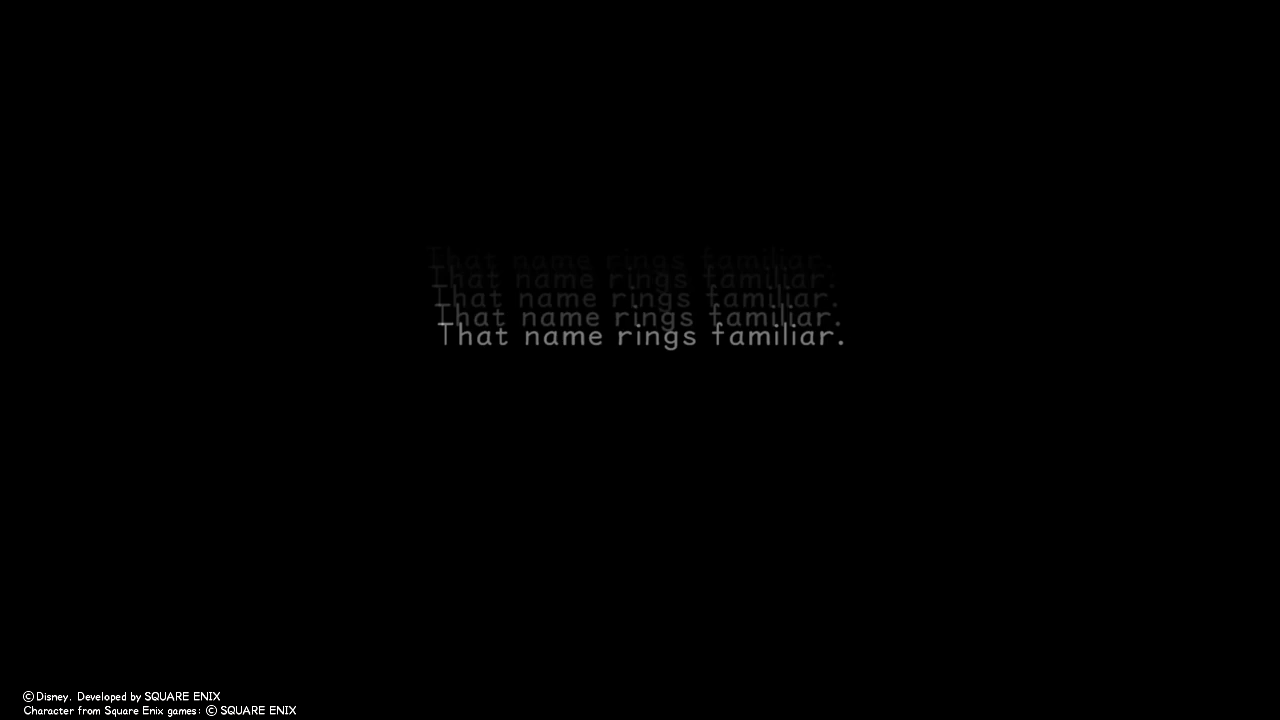 That name rings familiar.
That name rings familiar.
That name rings familiar.
That name rings familiar.
That name rings familiar.
©Disney. Developed by SQUARE ENIX
Character from Square Enix games: © SQUARE ENIX